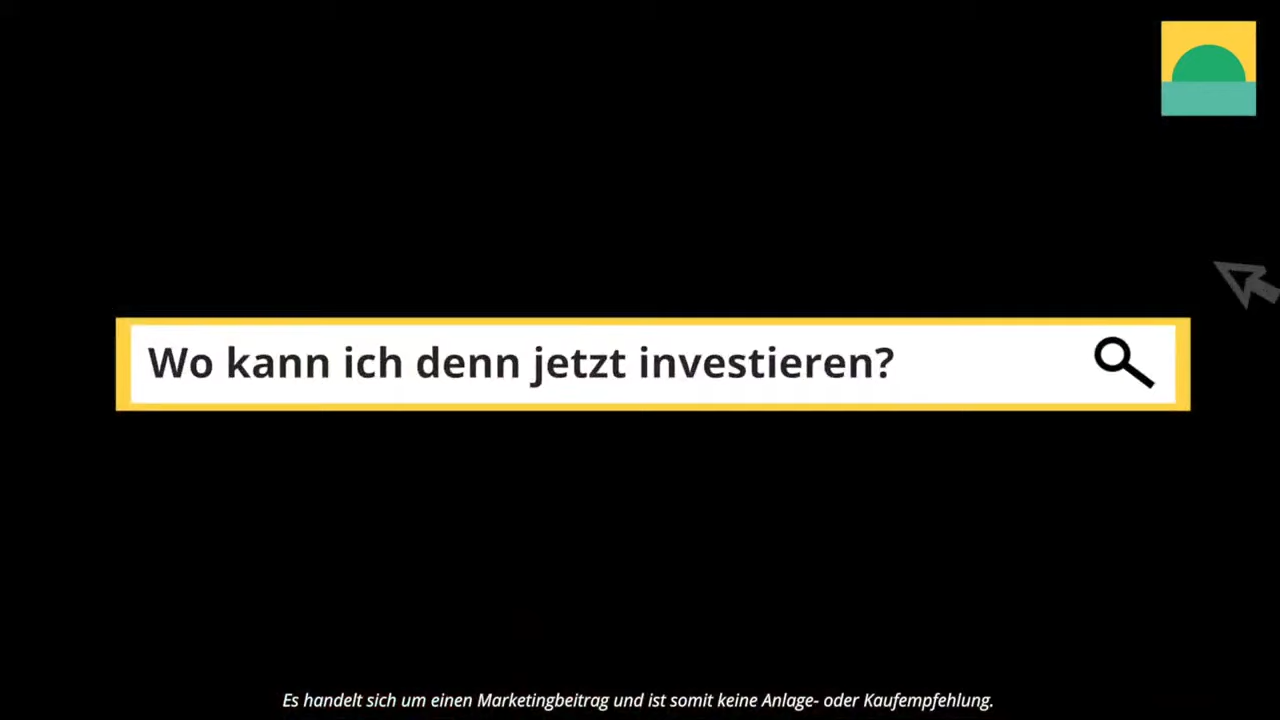 Wo kann ich denn jetzt investieren?
Es handelt sich um einen Marketingbeitrag und ist somit keine Anlage- oder Kaufempfehlung.